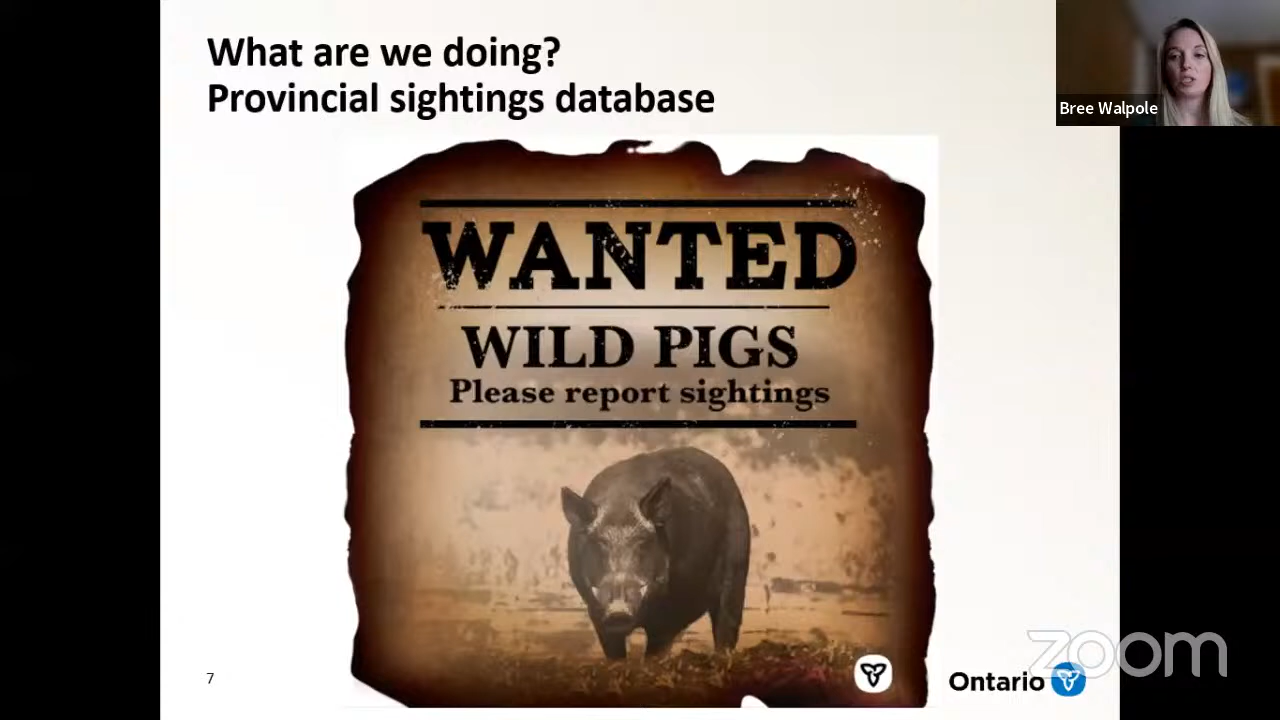 What are we doing?
Provincial sightings database
Bree Walpole
WANTED
WILD PIGS
Please report sightings
7
Ontario
zoom